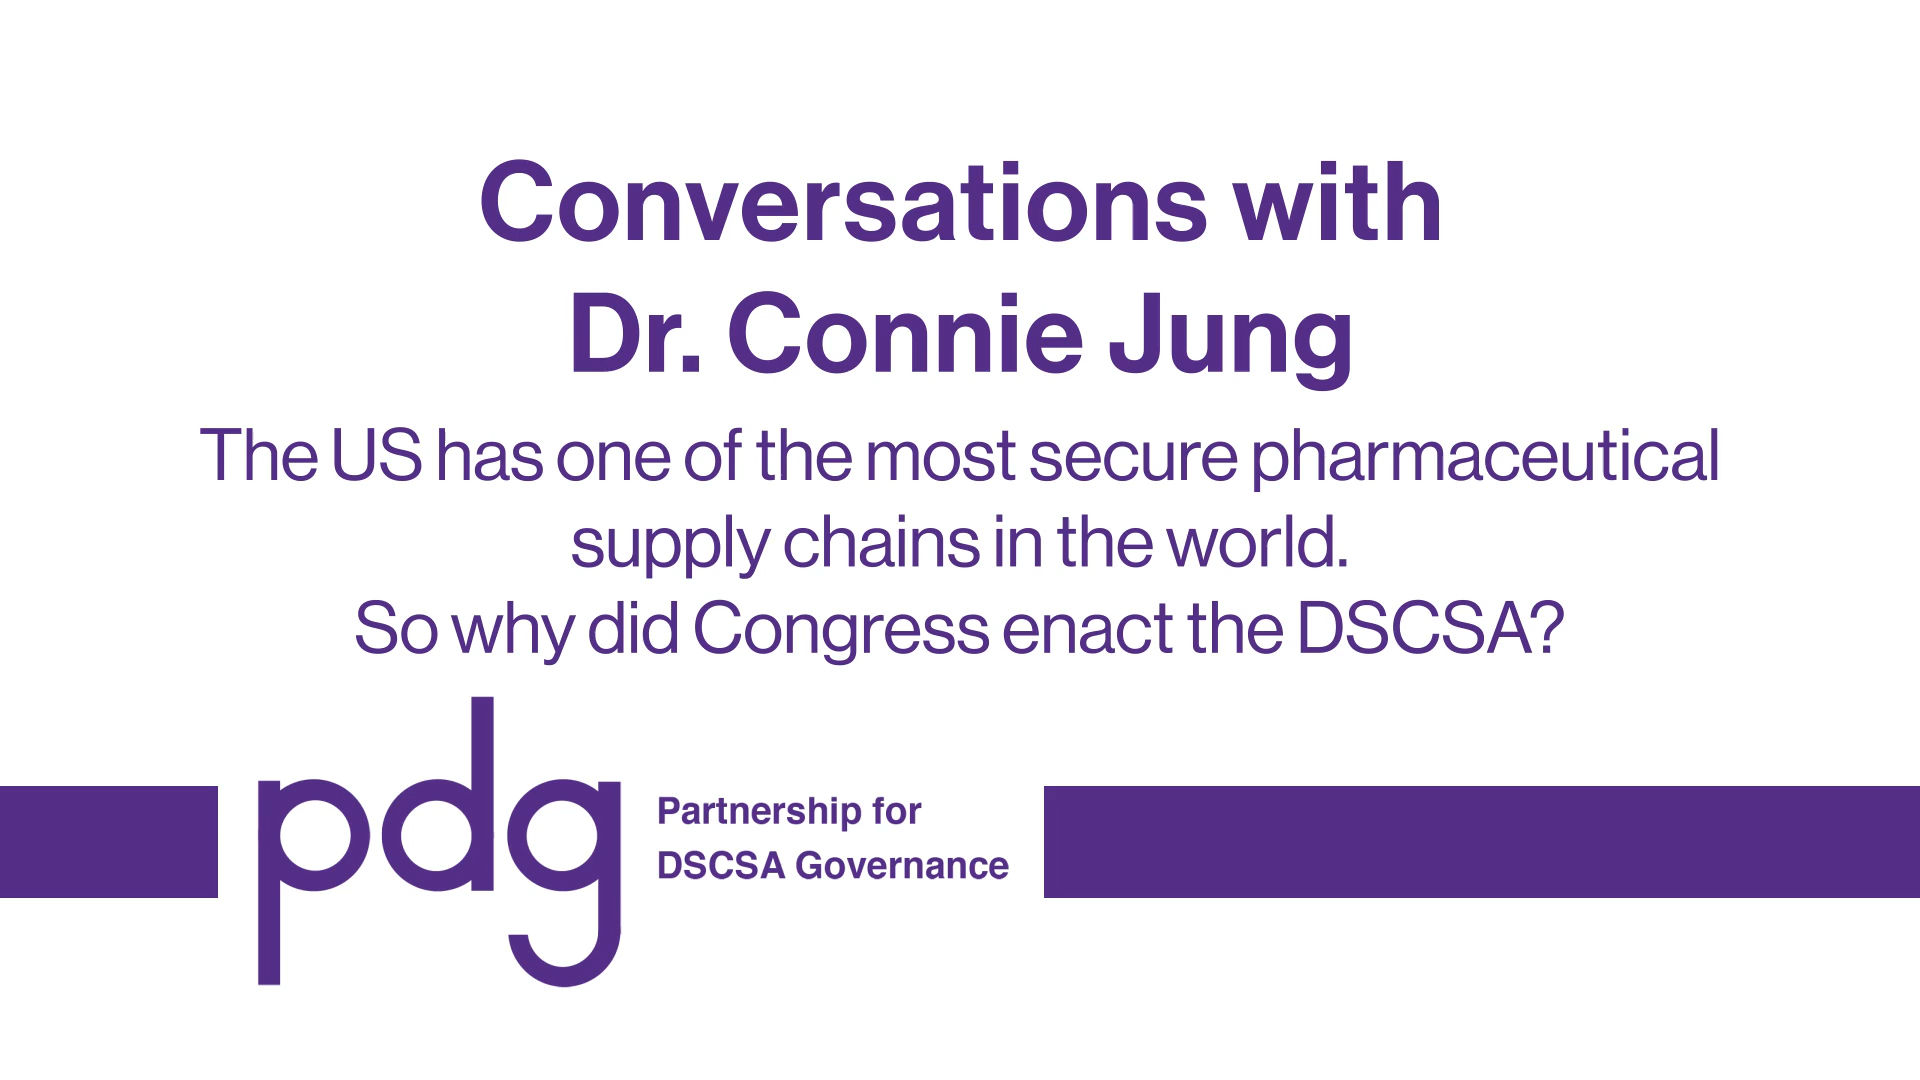 Conversations with
Dr. Connie Jung
The US has one of the most secure pharmaceutical
supply chains in the world.
So why did Congress enact the DSCSA?
pdg
Partnership for
DSCSA Governance